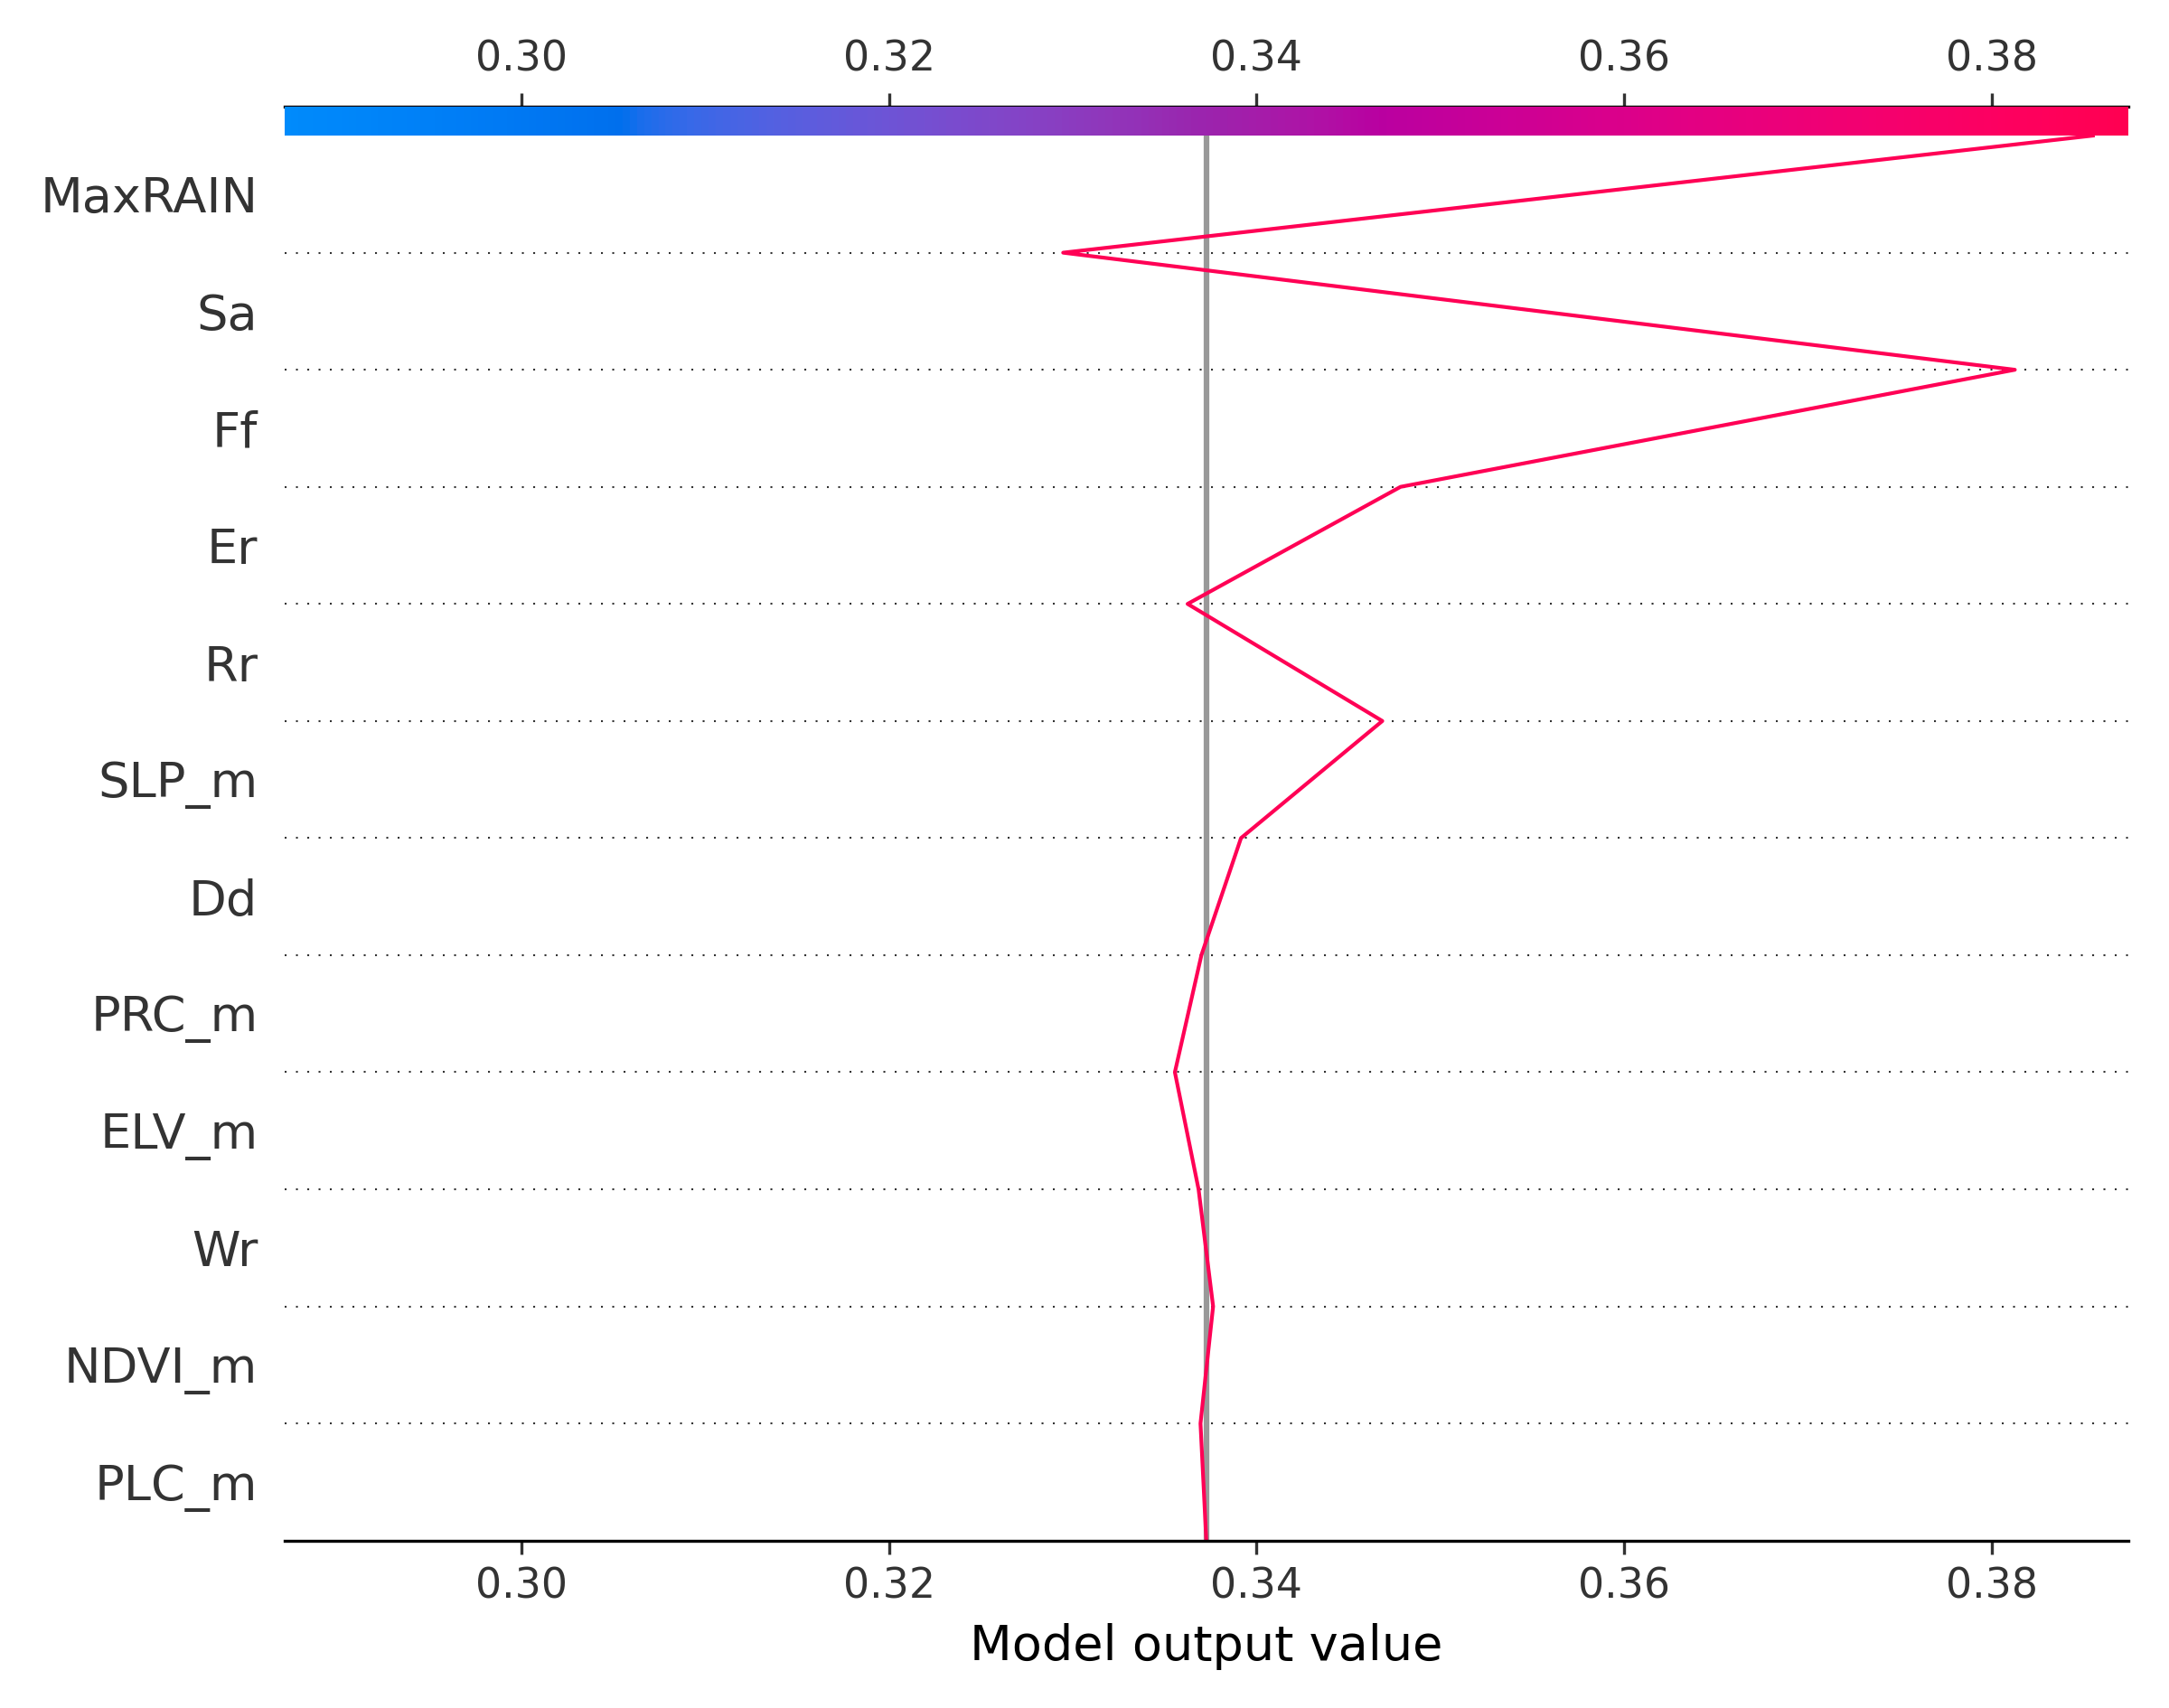 0.30 0.32 0.34 0.36 0.38
MaxRAIN
Sa
Ff
Er
Rr
SLP_m
Dd
PRC_m
ELV_m
Wr
NDVI_m
PLC_m
0.30 0.32 0.34 0.36 0.38
Model output value